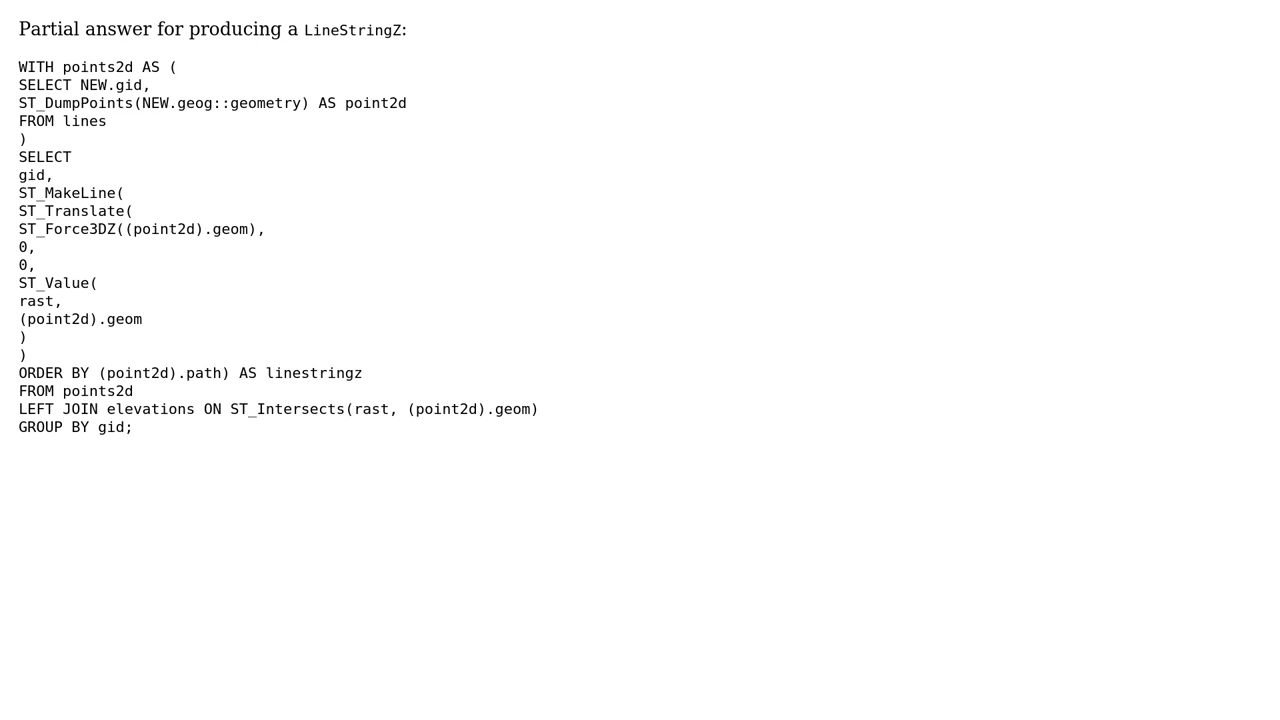 Partial answer for producing a LineStringZ:
WITH points2d AS (
SELECT NEW.gid,
ST_DumpPoints(NEW.geog::geometry) AS point2d
FROM lines
)
SELECT
gid,
ST_MakeLine(
ST_Translate(
ST_Force3DZ((point2d).geom),
0,
0,
ST_Value(
rast,
(point2d).geom
)
)
ORDER BY (point2d).path) AS linestringz
FROM points2d
LEFT JOIN elevations ON ST_Intersects(rast, (point2d).geom)
GROUP BY gid;